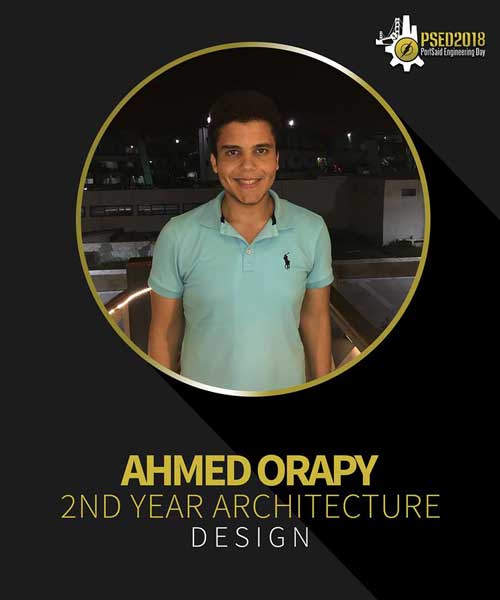 PSED2018
PortSaid Engineering Day
AHMED ORAPY
2ND YEAR ARCHITECTURE
DESIGN